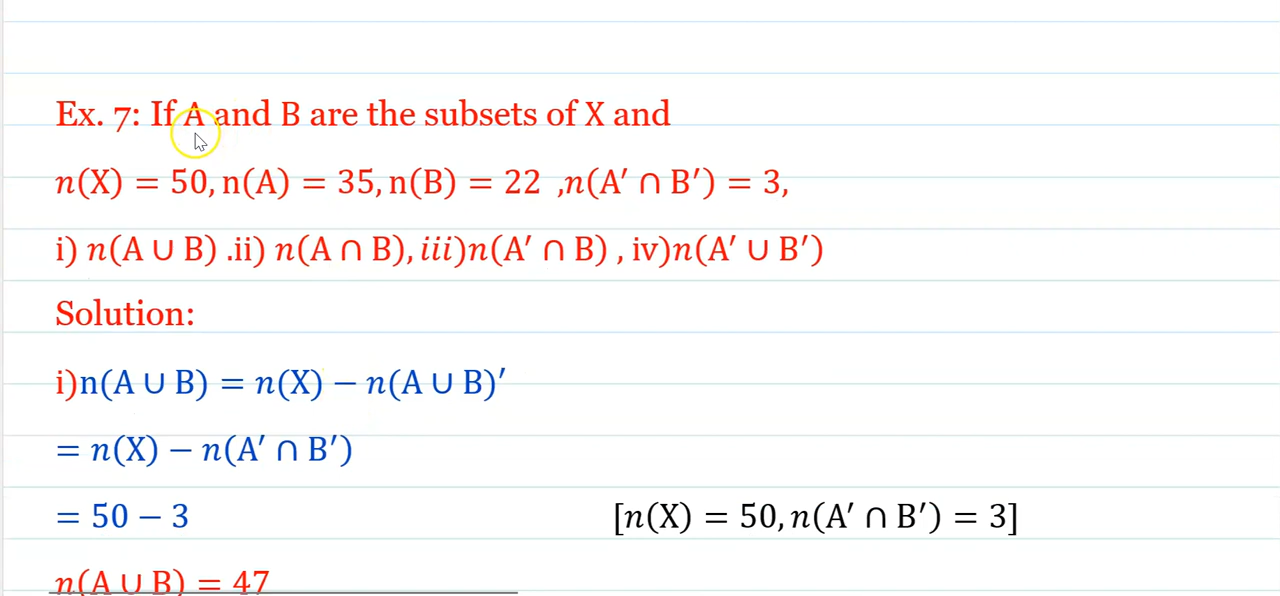 Ex. 7: If A and B are the subsets of X and
n(X) = 50, n(A) = 35, n(B) = 22 ,n(A′ ∩ B′) = 3,
i) n(A ∪ B) .ii) n(A ∩ B), iii)n(A′ ∩ B) , iv)n(A′ ∪ B′)
Solution:
i)n(A ∪ B) = n(X) − n(A ∪ B)′
= n(X) − n(A′ ∩ B′)
= 50 − 3 [n(X) = 50, n(A′ ∩ B′) = 3]
n(A ∪ B) = 47